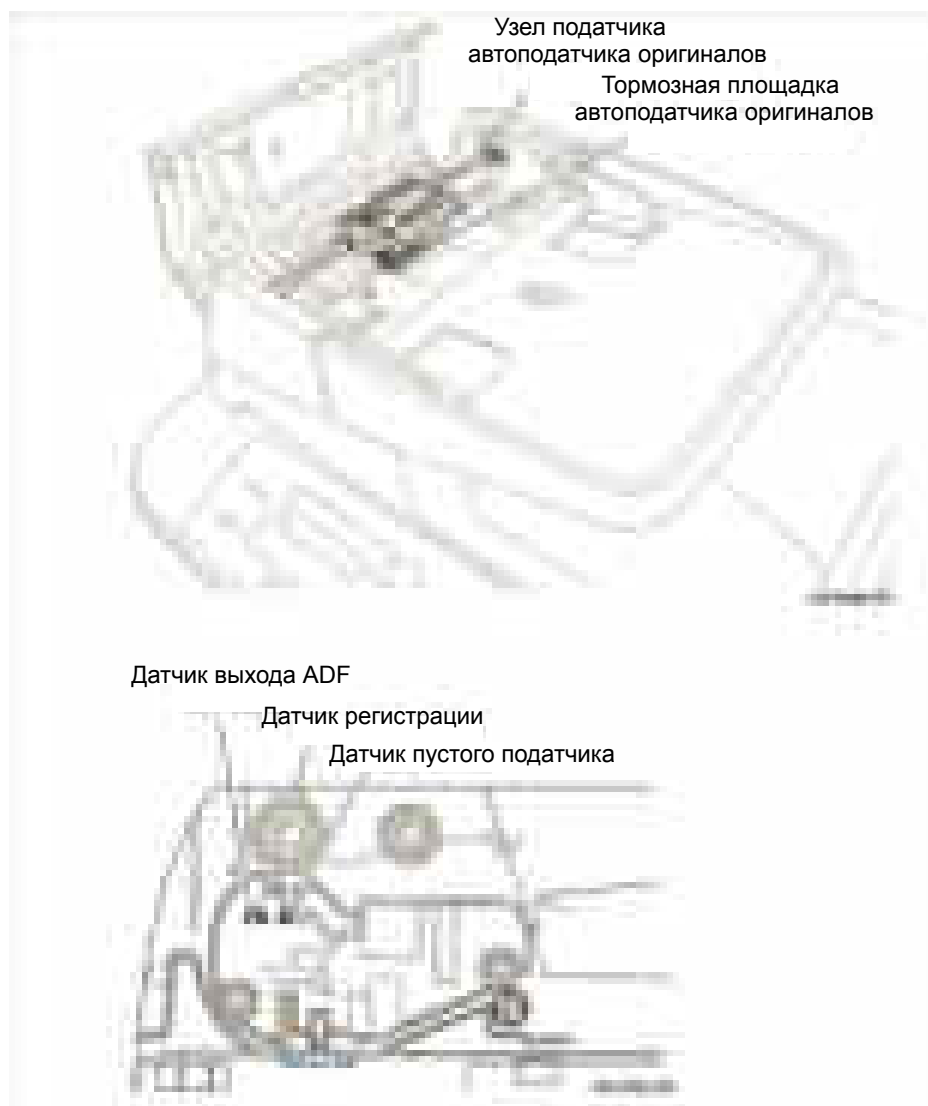 Узел податчика
автоподатчика оригиналов
Тормозная площадка
автоподатчика оригиналов
Датчик выхода ADF
Датчик регистрации
Датчик пустого податчика